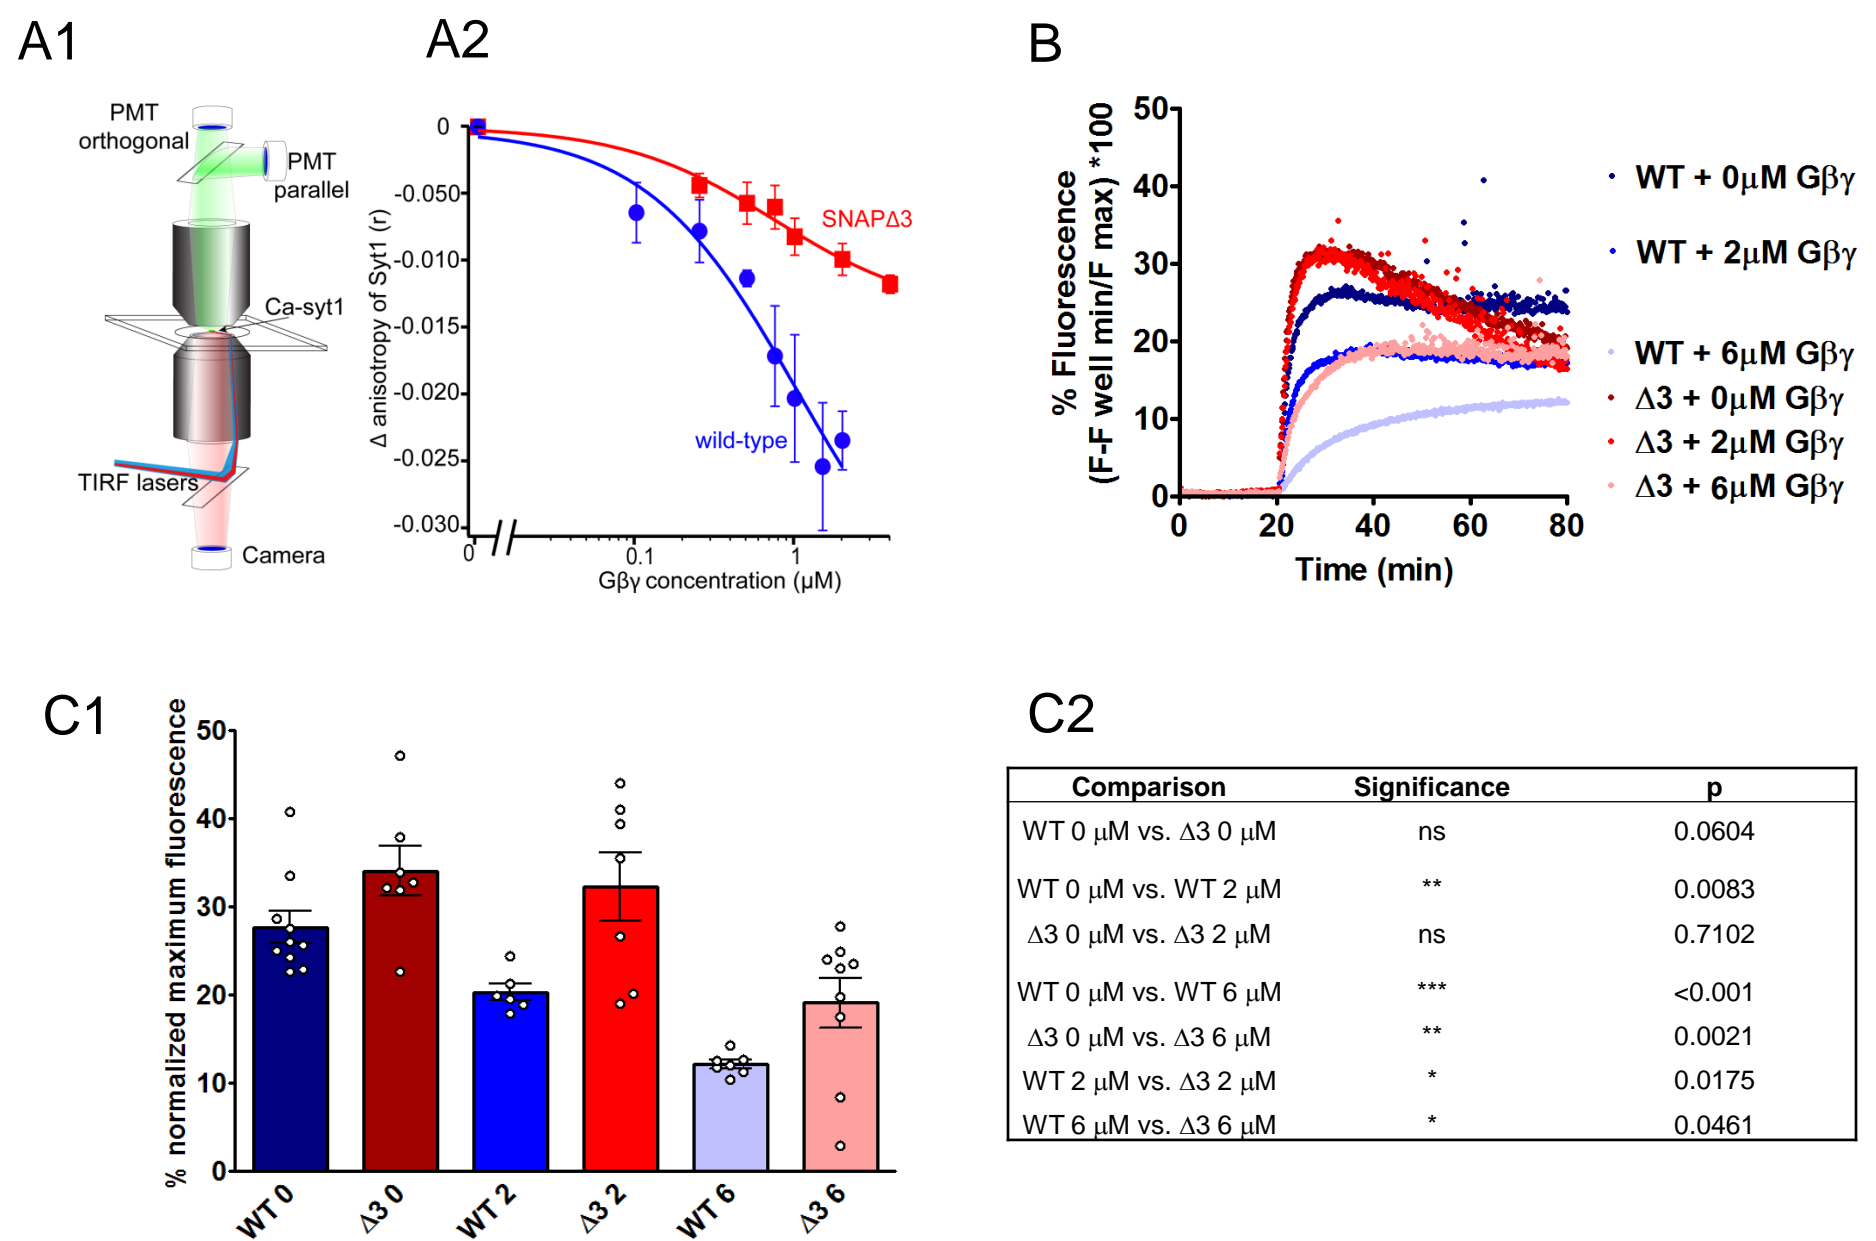 A1
PMT
orthogonal
PMT
parallel
Ca-syt1
TIRF lasers
Camera
A2
Δ anisotropy of Syt1 (r)
0
-0.050
-0.010
-0.015
-0.020
-0.025
-0.030
SNAPΔ3
wild-type
0
0.1
1
Gβγ concentration (μM)
B
% Fluorescence
(F-F well min/F max) *100
50
40
30
20
10
0
0
20
40
60
80
Time (min)
WT + 0μM Gβγ
WT + 2μM Gβγ
WT + 6μM Gβγ
Δ3 + 0μM Gβγ
Δ3 + 2μM Gβγ
Δ3 + 6μM Gβγ
C1
% normalized maximum fluorescence
50
40
30
20
10
0
WT 0
Δ3 0
WT 2
Δ3 2
WT 6
Δ3 6
C2
Comparison Significance p
WT 0 μM vs. Δ3 0 μM ns 0.0604
WT 0 μM vs. WT 2 μM ** 0.0083
Δ3 0 μM vs. Δ3 2 μM ns 0.7102
WT 0 μM vs. WT 6 μM *** <0.001
Δ3 0 μM vs. Δ3 6 μM ** 0.0021
WT 2 μM vs. Δ3 2 μM * 0.0175
WT 6 μM vs. Δ3 6 μM * 0.0461